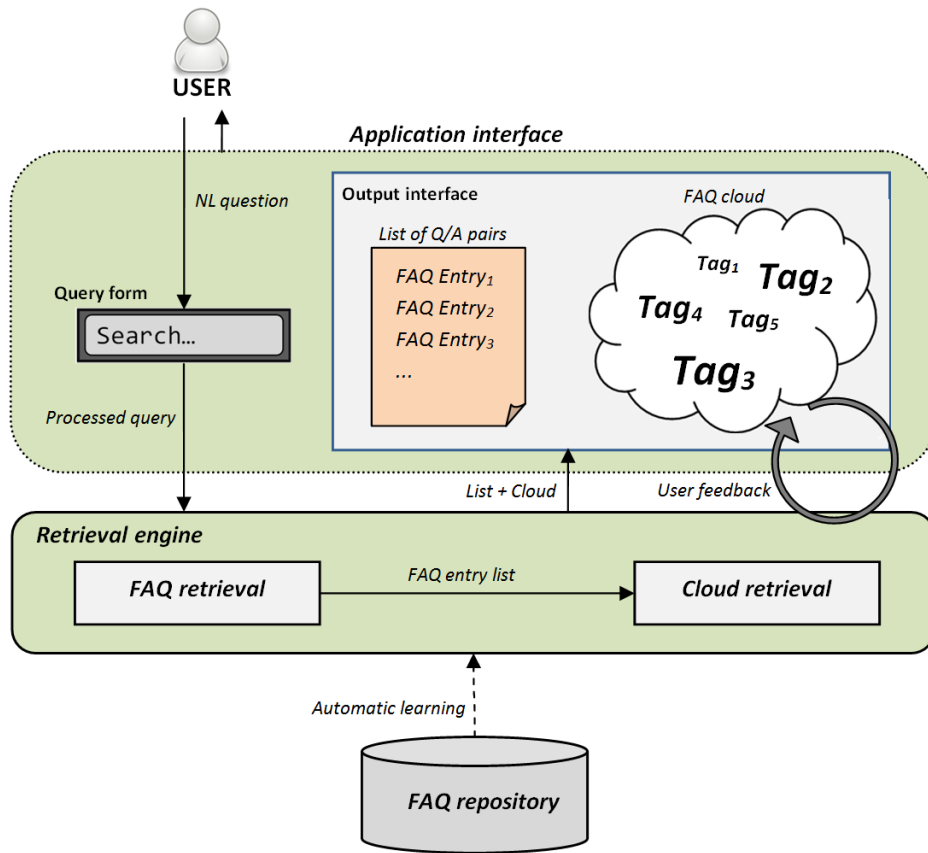 USER
Application interface
NL question
Output interface
FAQ cloud
List of Q/A pairs
FAQ Entry₁
FAQ Entry₂
FAQ Entry₃
...
Tag₁
Tag₂
Tag₄
Tag₅
Tag₃
Query form
Search…
Processed query
List + Cloud
User feedback
Retrieval engine
FAQ retrieval
FAQ entry list
Cloud retrieval
Automatic learning
FAQ repository